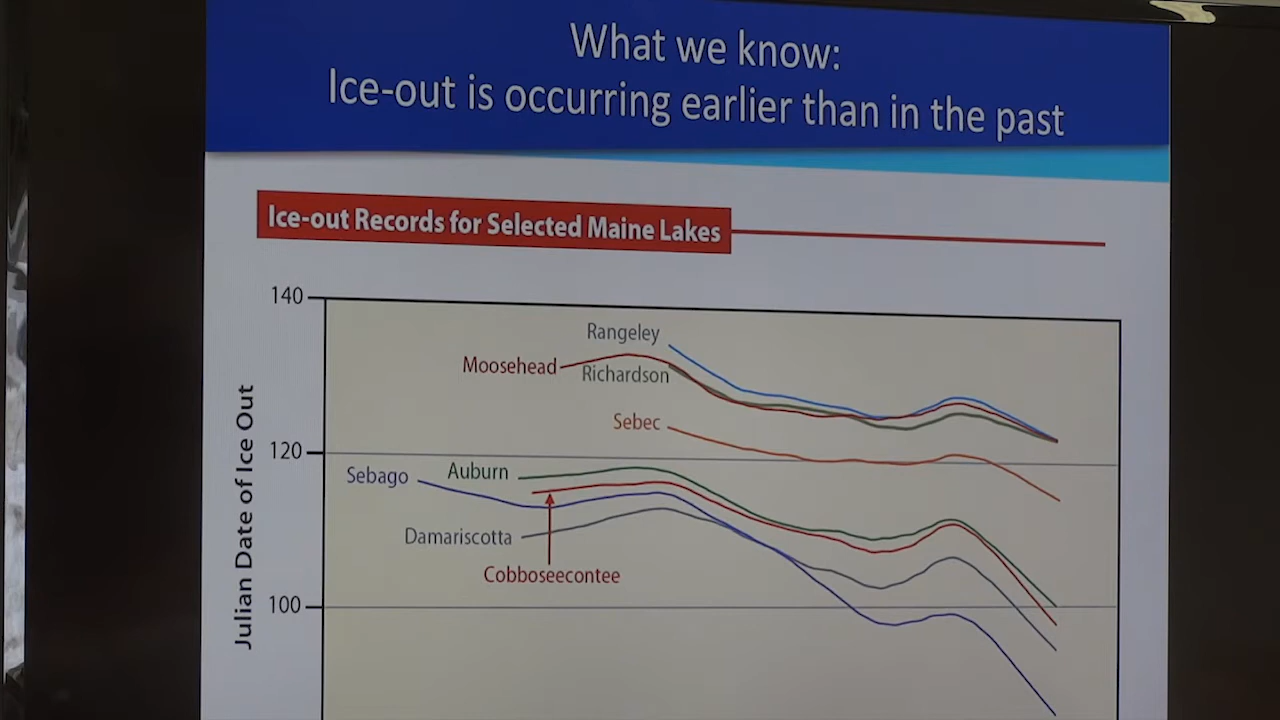 What we know:
Ice-out is occurring earlier than in the past
Ice-out Records for Selected Maine Lakes
140
Rangeley
Moosehead
Richardson
Sebec
120
Sebago
Auburn
Damariscotta
Cobboseecontee
100
Julian Date of Ice Out